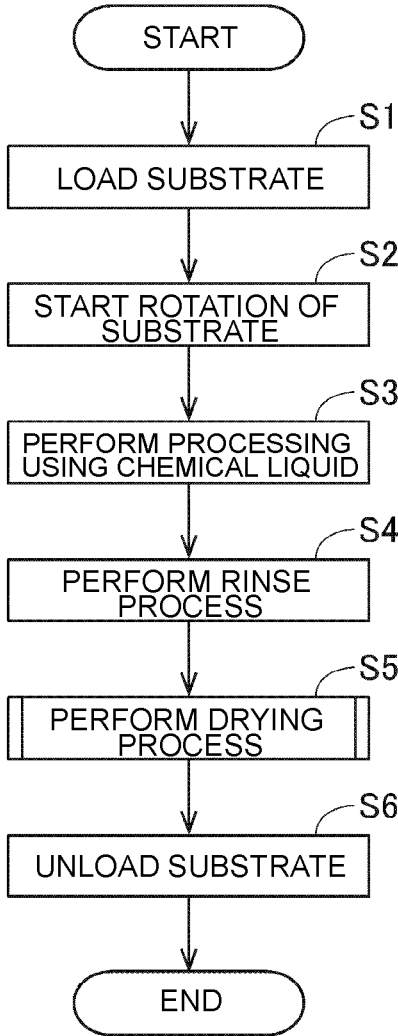 START
S1
LOAD SUBSTRATE
S2
START ROTATION OF
SUBSTRATE
S3
PERFORM PROCESSING
USING CHEMICAL LIQUID
S4
PERFORM RINSE
PROCESS
S5
PERFORM DRYING
PROCESS
S6
UNLOAD SUBSTRATE
END